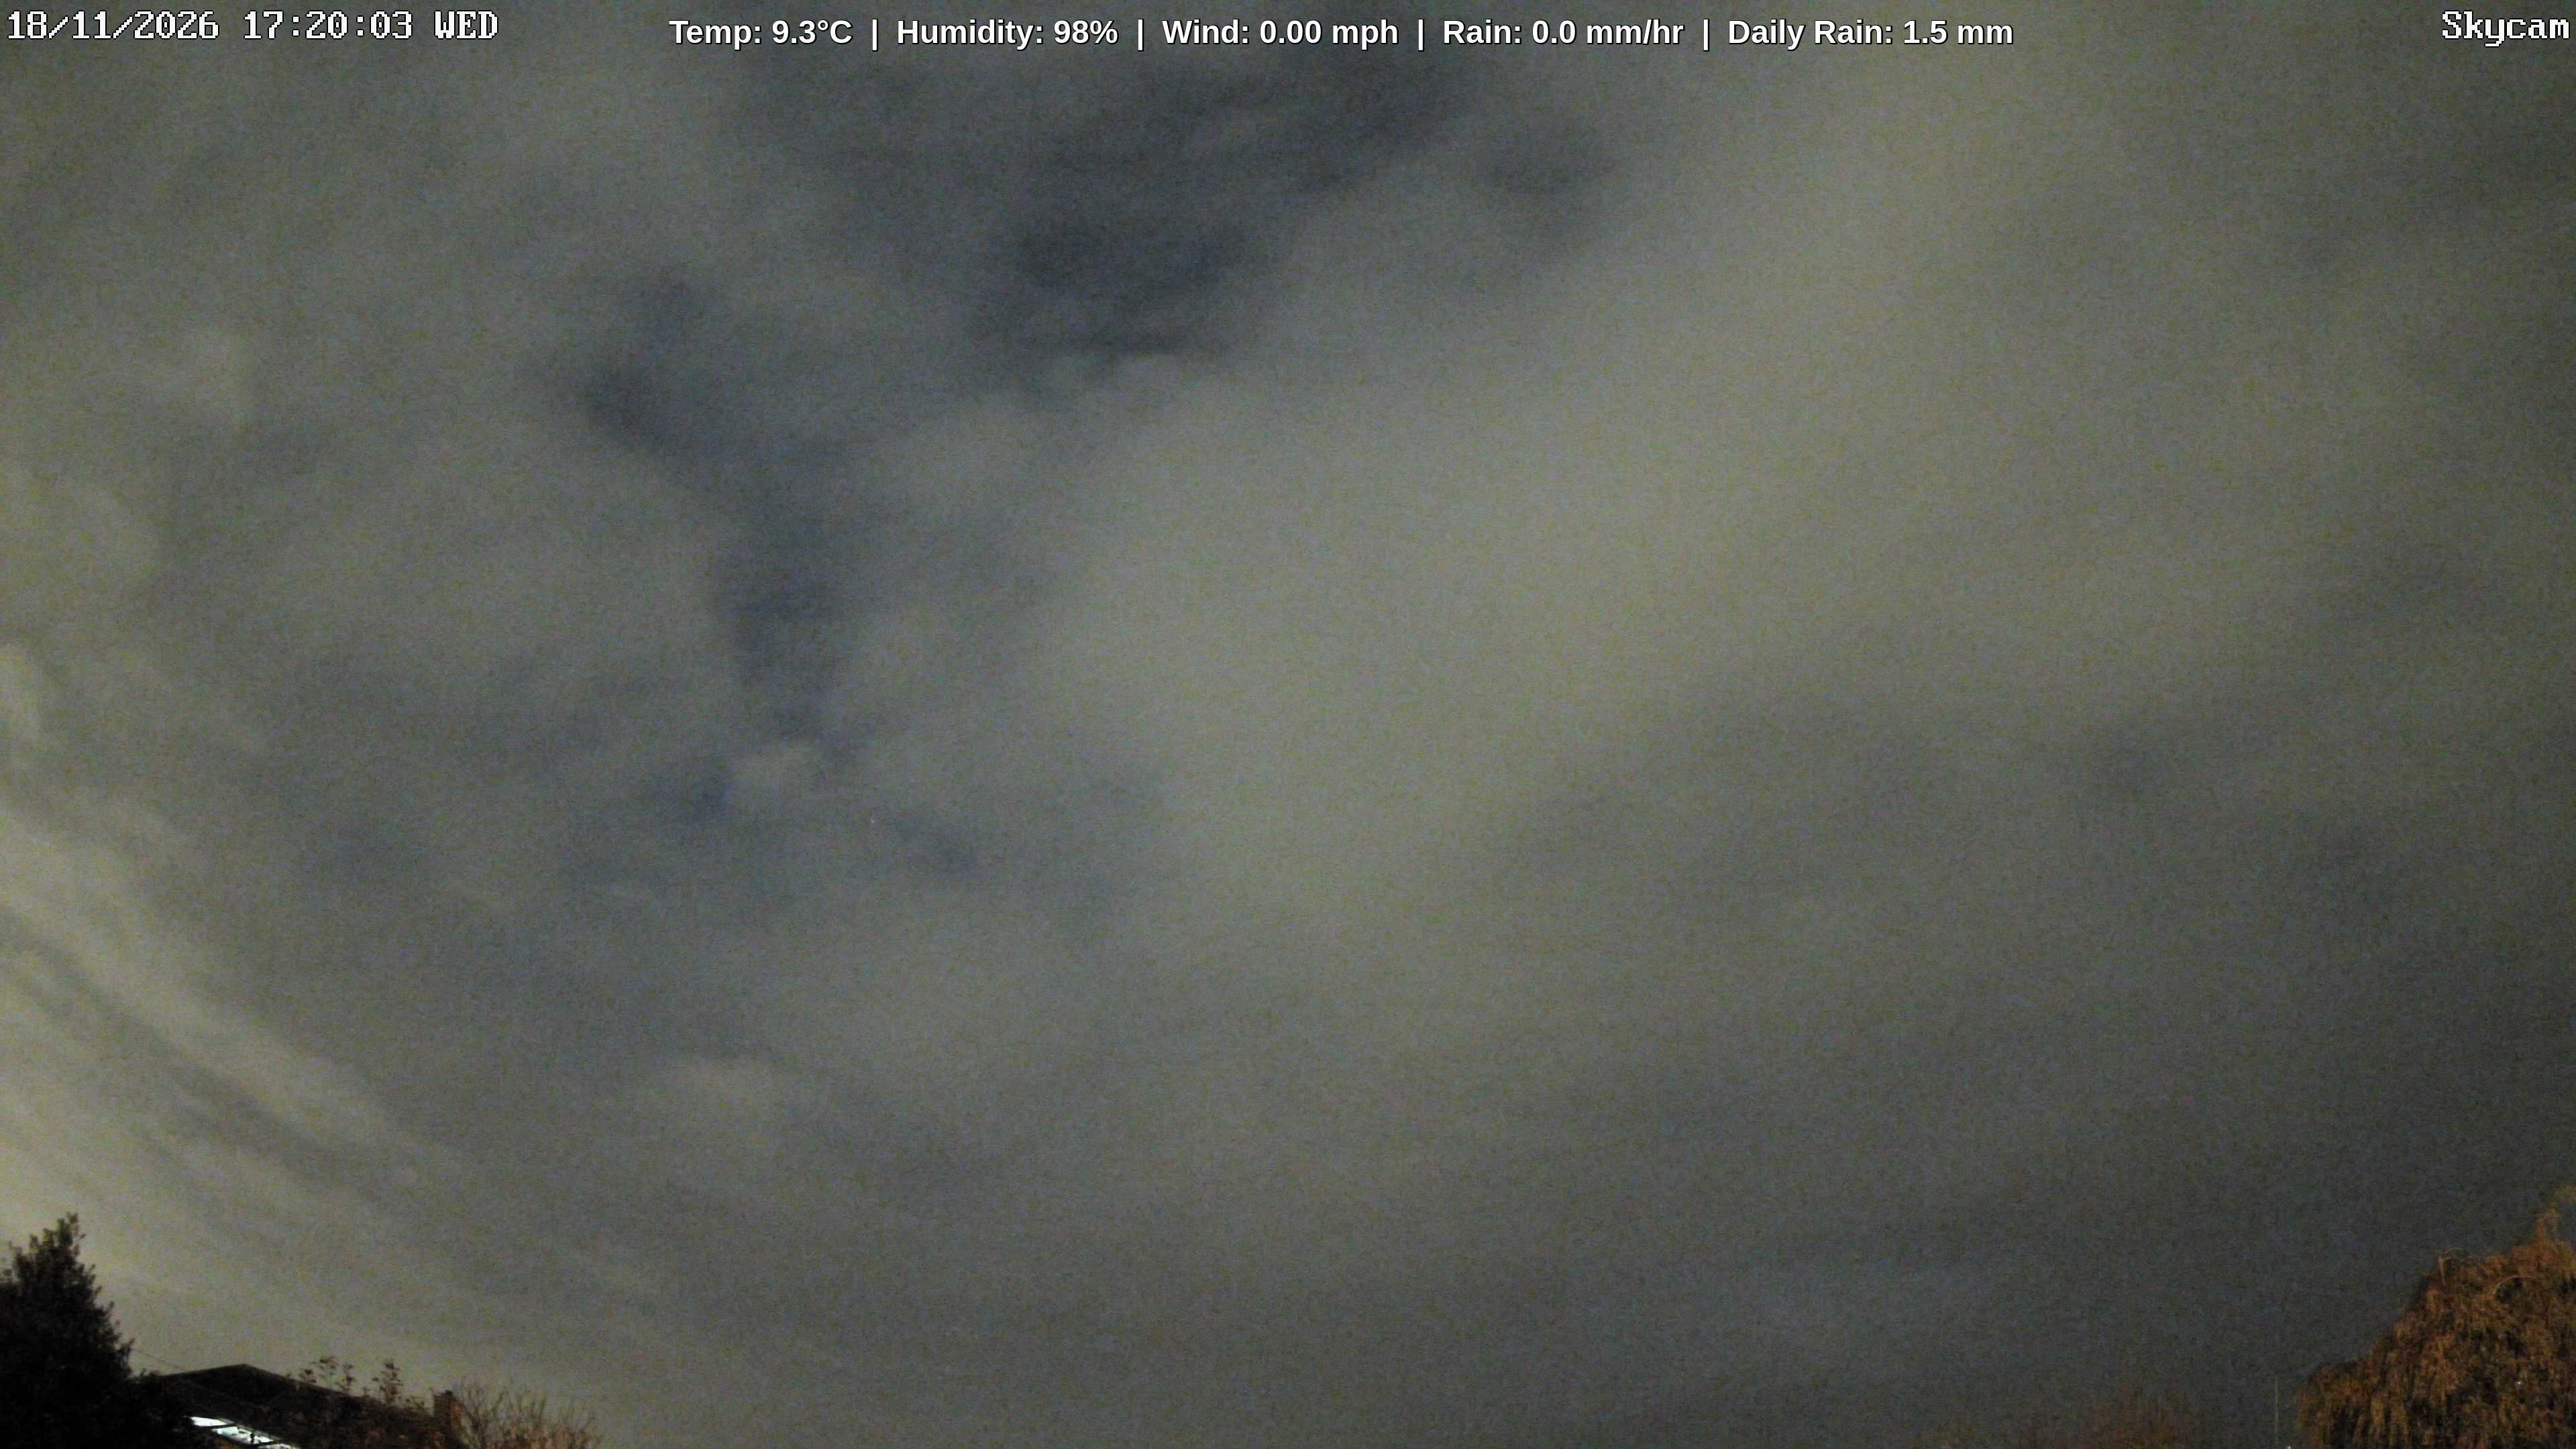 18/11/2026 17:20:03 WED
Temp: 9.3°C | Humidity: 98% | Wind: 0.00 mph | Rain: 0.0 mm/hr | Daily Rain: 1.5 mm
Skycam